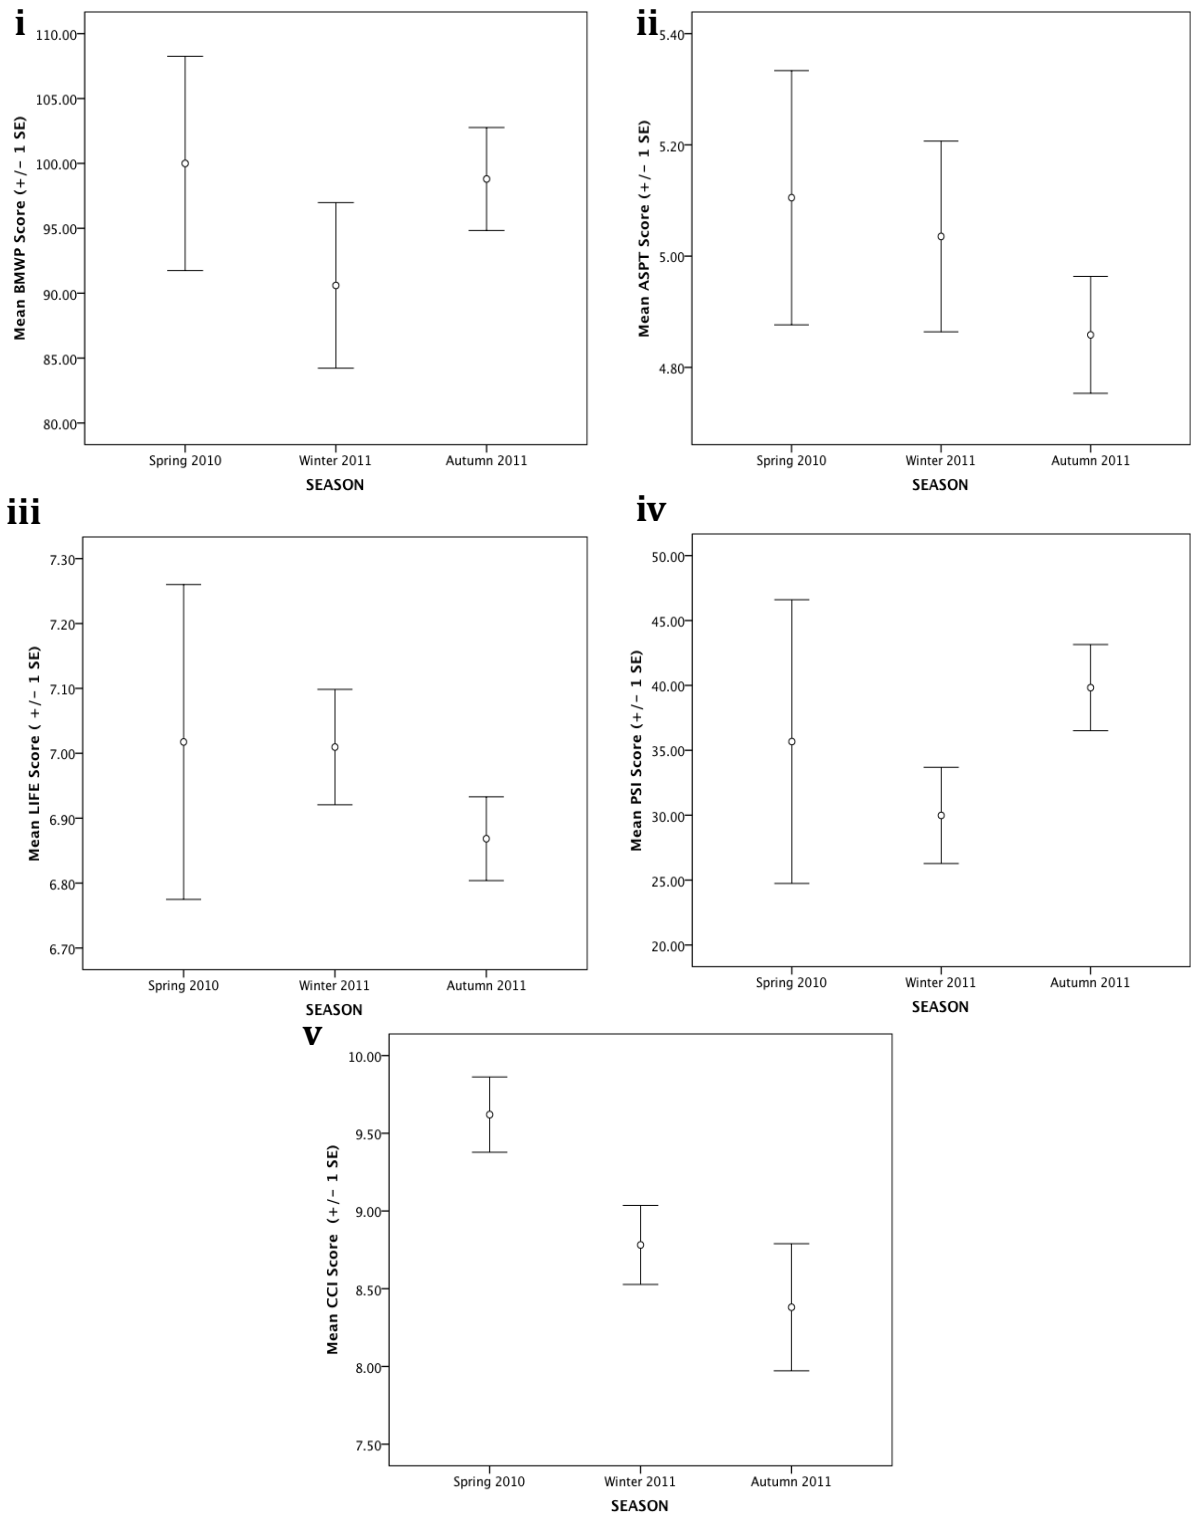 i
Mean BMWP Score (+/- 1 SE)
110.00
105.00
100.00
95.00
90.00
85.00
80.00
Spring 2010 Winter 2011 Autumn 2011
SEASON
ii
Mean ASPT Score (+/- 1 SE)
5.40
5.20
5.00
4.80
Spring 2010 Winter 2011 Autumn 2011
SEASON
iii
Mean LIFE Score ( +/- 1 SE)
7.30
7.20
7.10
7.00
6.90
6.80
6.70
Spring 2010 Winter 2011 Autumn 2011
SEASON
iv
Mean PSI Score (+/- 1 SE)
50.00
45.00
40.00
35.00
30.00
25.00
20.00
Spring 2010 Winter 2011 Autumn 2011
SEASON
v
Mean CCI Score (+/- 1 SE)
10.00
9.50
9.00
8.50
8.00
7.50
Spring 2010 Winter 2011 Autumn 2011
SEASON